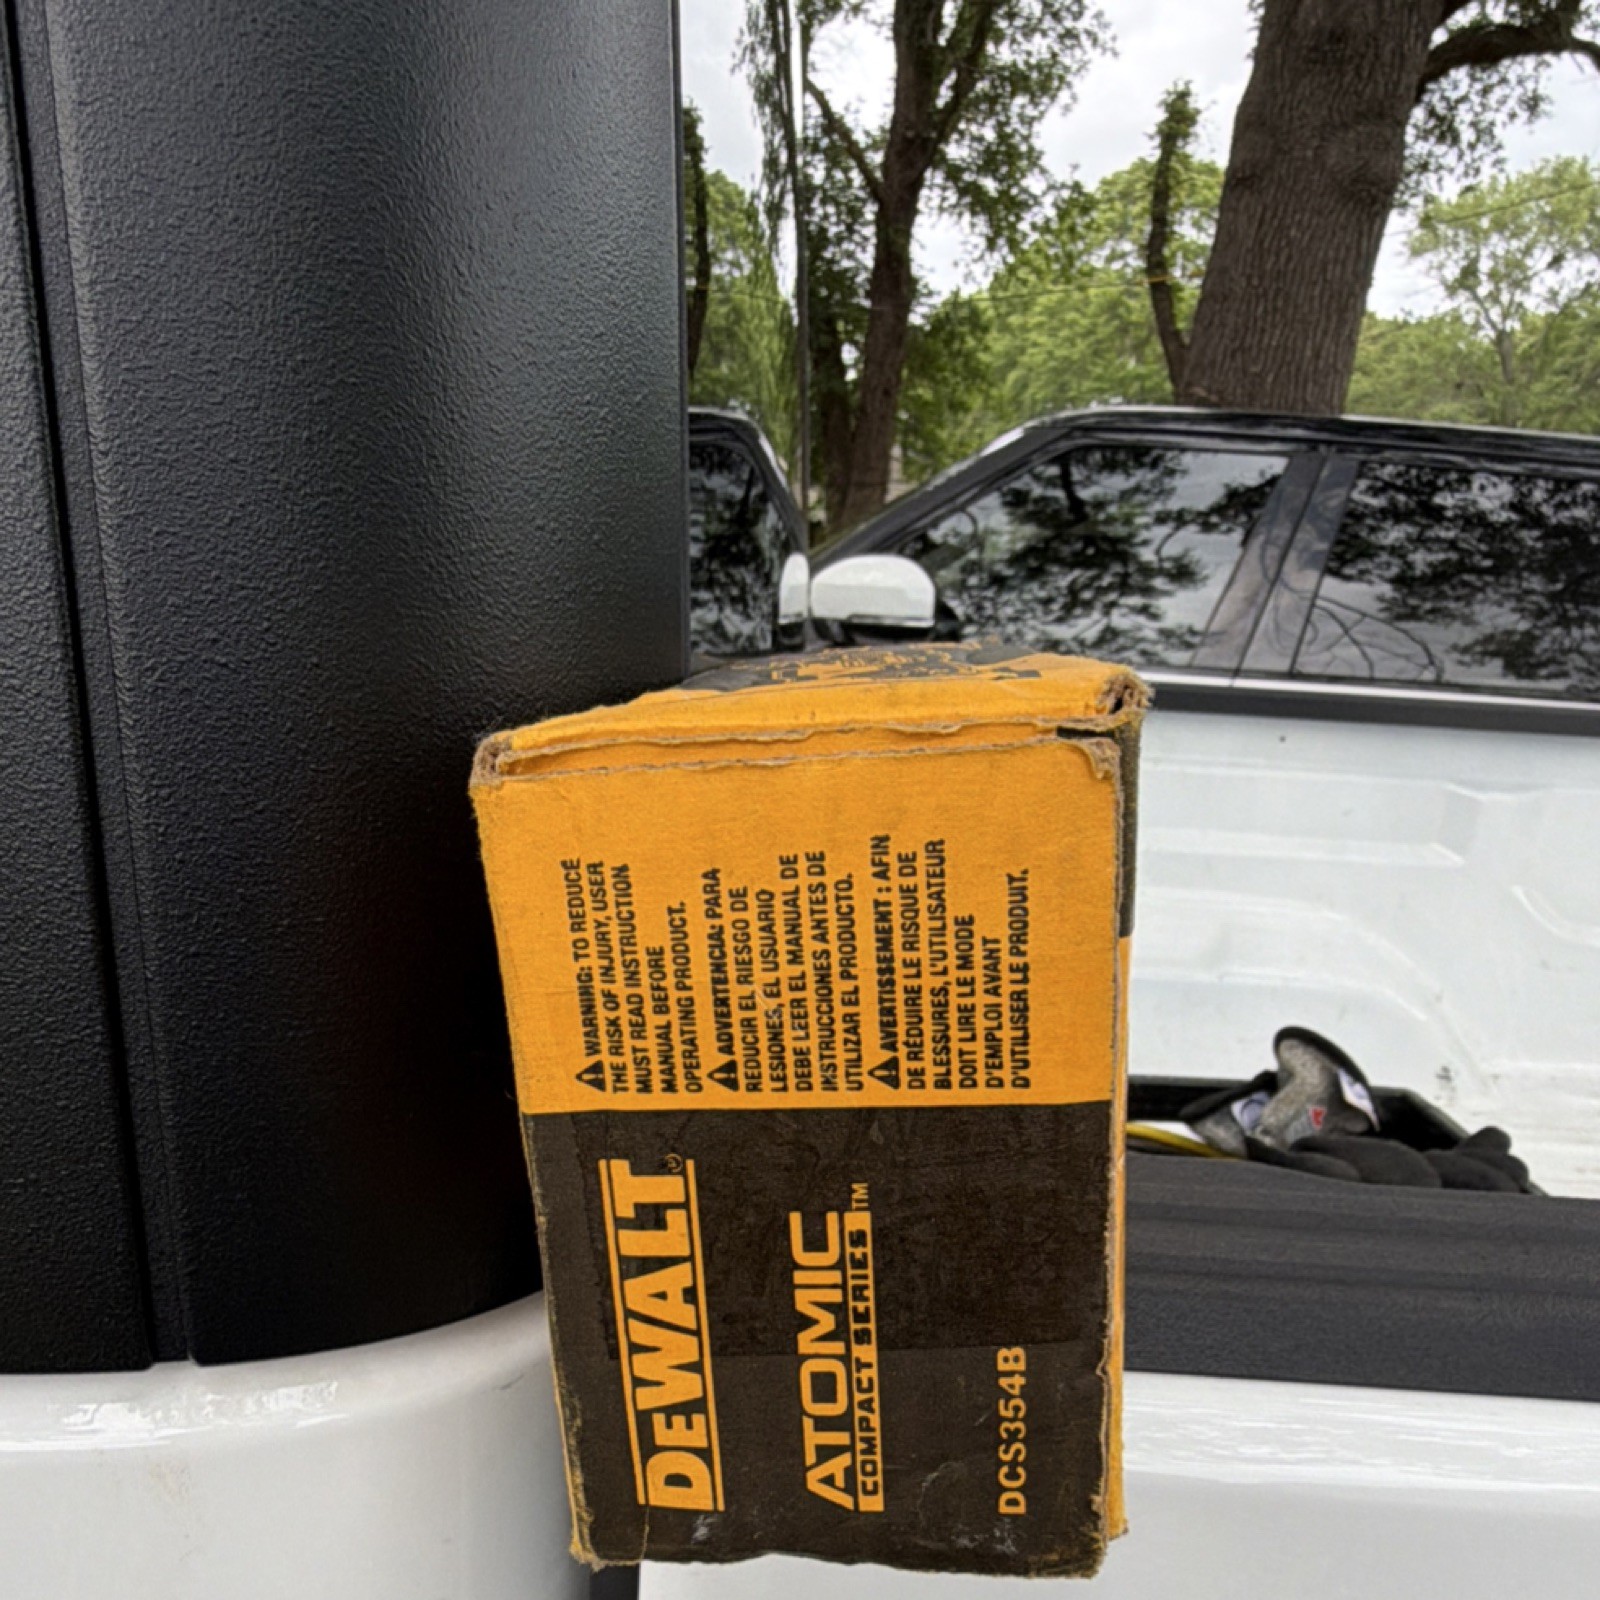 ⚠ WARNING: TO REDUCE
THE RISK OF INJURY, USER
MUST READ INSTRUCTION
MANUAL BEFORE
OPERATING PRODUCT.
⚠ ADVERTENCIA: PARA
REDUCIR EL RIESGO DE
LESIONES, EL USUARIO
DEBE LEER EL MANUAL DE
INSTRUCCIONES ANTES DE
UTILIZAR EL PRODUCTO.
⚠ AVERTISSEMENT : AFIN
DE RÉDUIRE LE RISQUE DE
BLESSURES, L'UTILISATEUR
DOIT LIRE LE MODE
D'EMPLOI AVANT
D'UTILISER LE PRODUIT.
DEWALT®
ATOMIC
COMPACT SERIES™
DCS354B